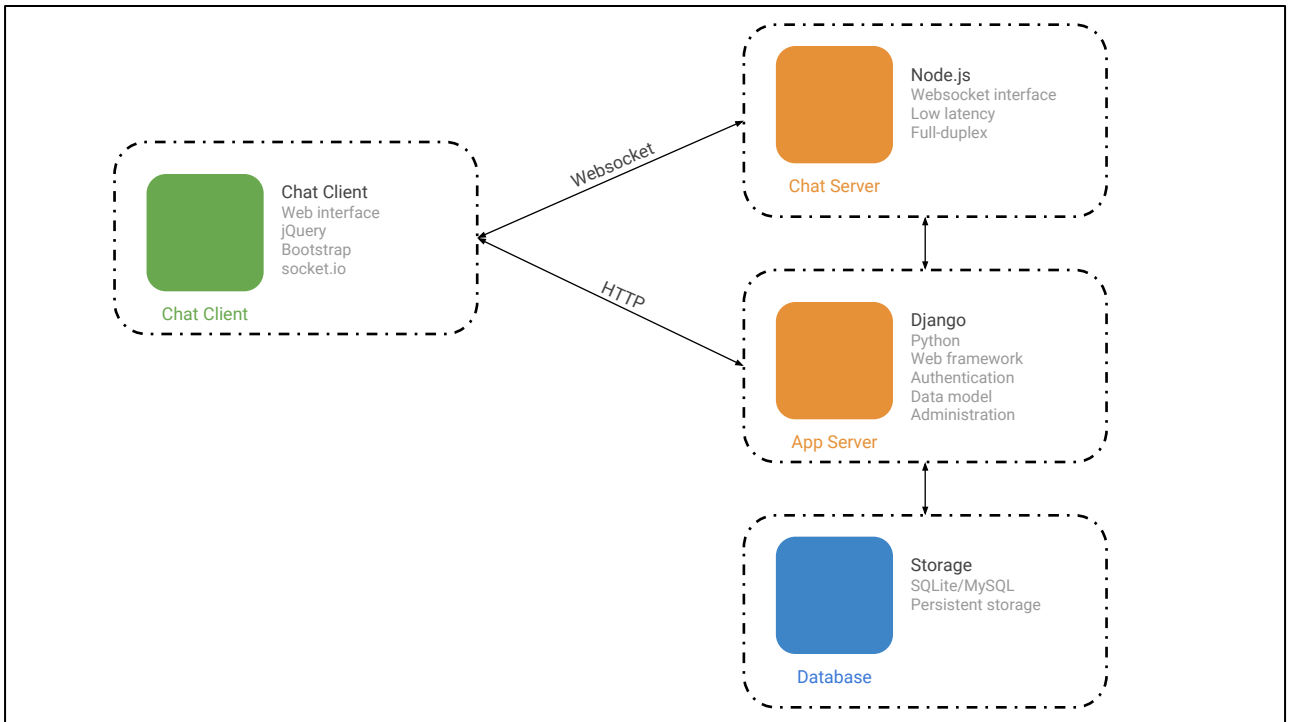 Chat Client
Web interface
jQuery
Bootstrap
socket.io
Chat Client
Websocket
HTTP
Node.js
Websocket interface
Low latency
Full-duplex
Chat Server
Django
Python
Web framework
Authentication
Data model
Administration
App Server
Storage
SQLite/MySQL
Persistent storage
Database